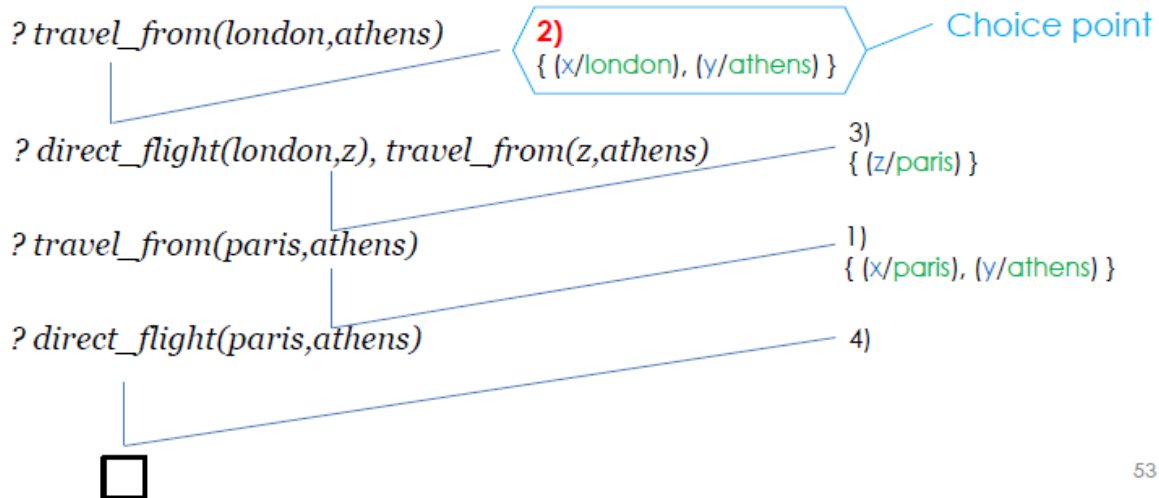 ? travel_from(london,athens)
2)
{ (x/london), (y/athens) }
Choice point
? direct_flight(london,z), travel_from(z,athens)
3)
{ (z/paris) }
? travel_from(paris,athens)
1)
{ (x/paris), (y/athens) }
? direct_flight(paris,athens)
4)
53